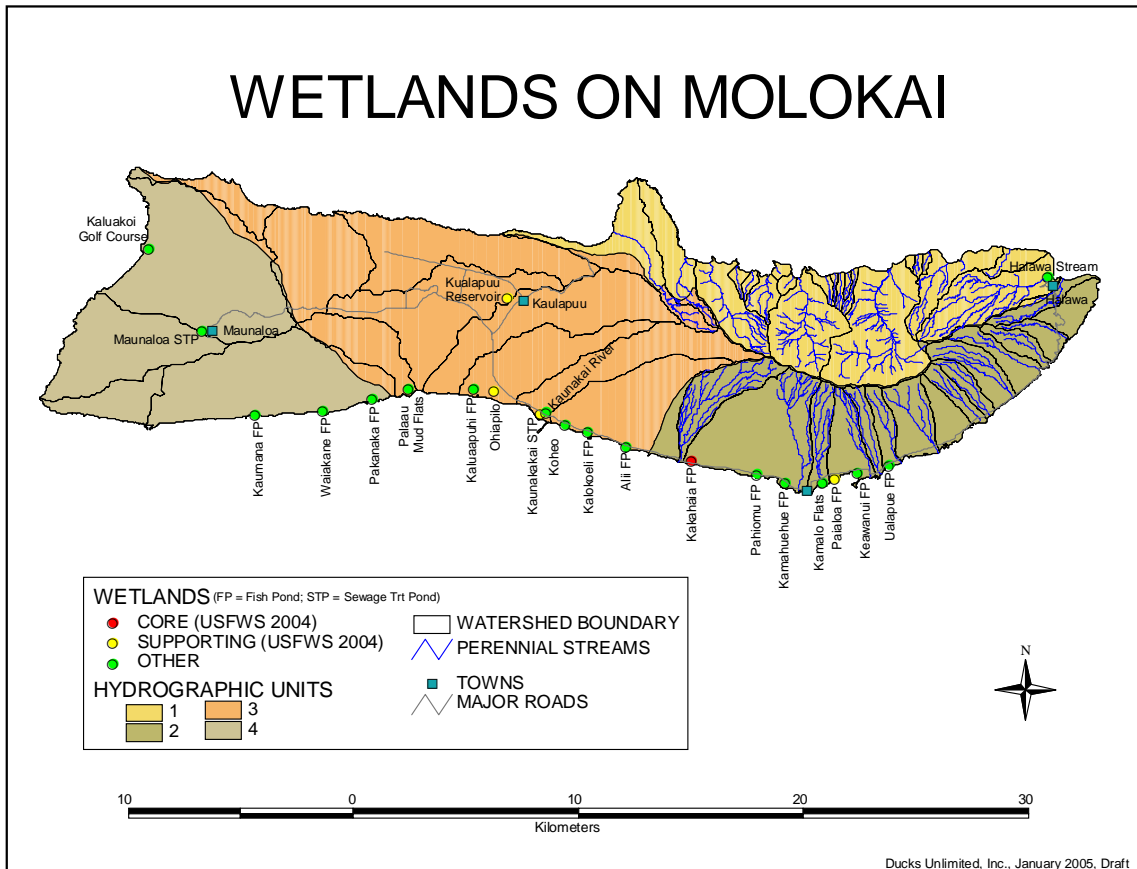 WETLANDS ON MOLOKAI
Kaluakoi
Golf Course
Kualapuu
Reservoir
Kaulapuu
Halawa Stream
Halawa
Maunaloa STP
Maunaloa
Kaunakai River
Kaumana FP
Waiakane FP
Pakanaka FP
Palaau
Mud Flats
Kaluaapuhi FP
Ohiapilo
Kaunakakai STP
Koheo
Kalokoeli FP
Alii FP
Kakahaia FP
Pahiomu FP
Kamahuehue FP
Kamalo Flats
Paialoa FP
Keawanui FP
Ualapue FP
WETLANDS (FP = Fish Pond; STP = Sewage Trt Pond)
CORE (USFWS 2004)
SUPPORTING (USFWS 2004)
OTHER
HYDROGRAPHIC UNITS
1
2
3
4
WATERSHED BOUNDARY
PERENNIAL STREAMS
TOWNS
MAJOR ROADS
N
10 0 10 20 30
Kilometers
Ducks Unlimited, Inc., January 2005, Draft